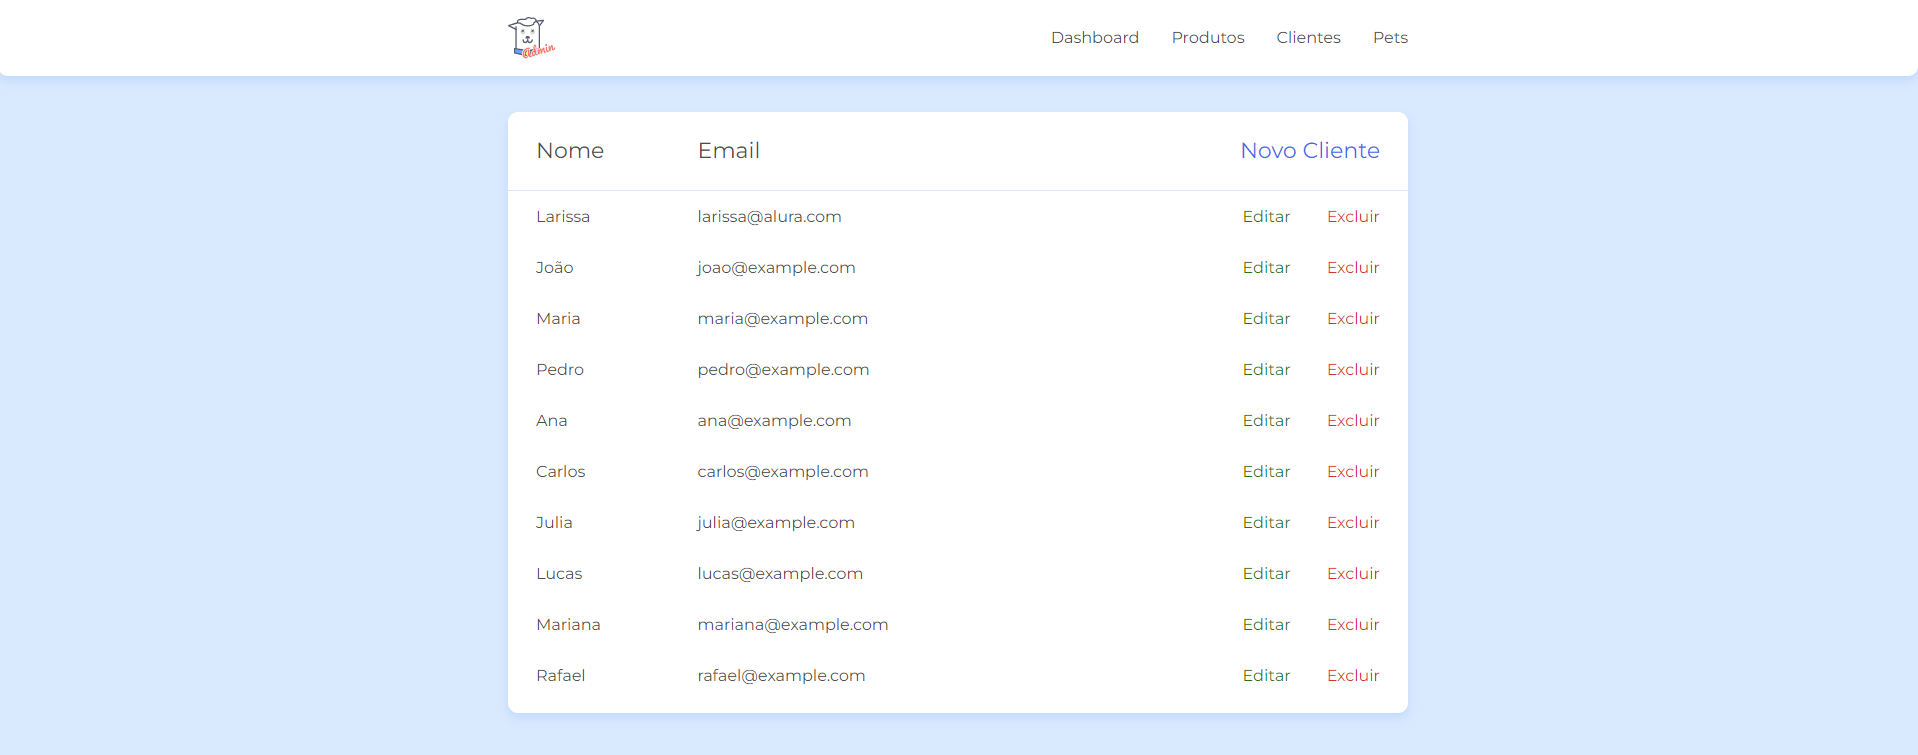 @dmin
Dashboard Produtos Clientes Pets
Nome Email Novo Cliente
Larissa larissa@alura.com Editar Excluir
João joao@example.com Editar Excluir
Maria maria@example.com Editar Excluir
Pedro pedro@example.com Editar Excluir
Ana ana@example.com Editar Excluir
Carlos carlos@example.com Editar Excluir
Julia julia@example.com Editar Excluir
Lucas lucas@example.com Editar Excluir
Mariana mariana@example.com Editar Excluir
Rafael rafael@example.com Editar Excluir